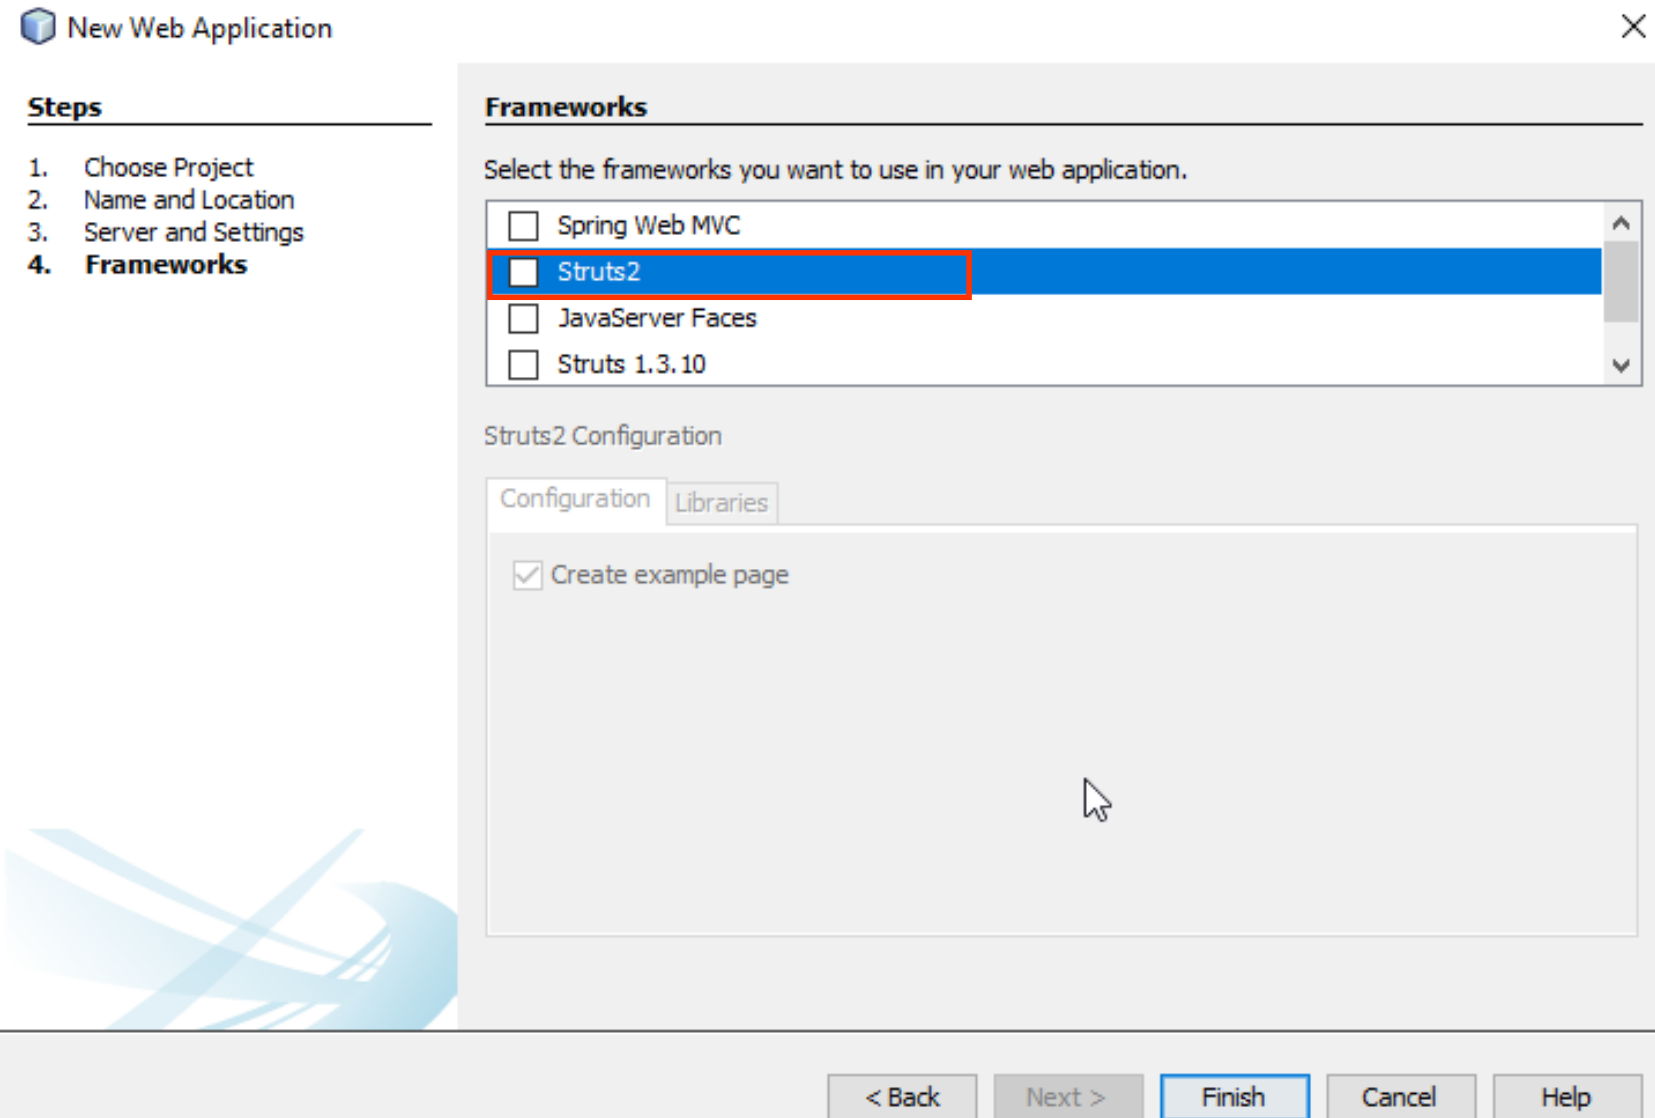 New Web Application
Steps
1. Choose Project
2. Name and Location
3. Server and Settings
4. Frameworks
Frameworks
Select the frameworks you want to use in your web application.
Spring Web MVC
Struts2
JavaServer Faces
Struts 1.3.10
Struts2 Configuration
Configuration Libraries
Create example page
< Back Next > Finish Cancel Help